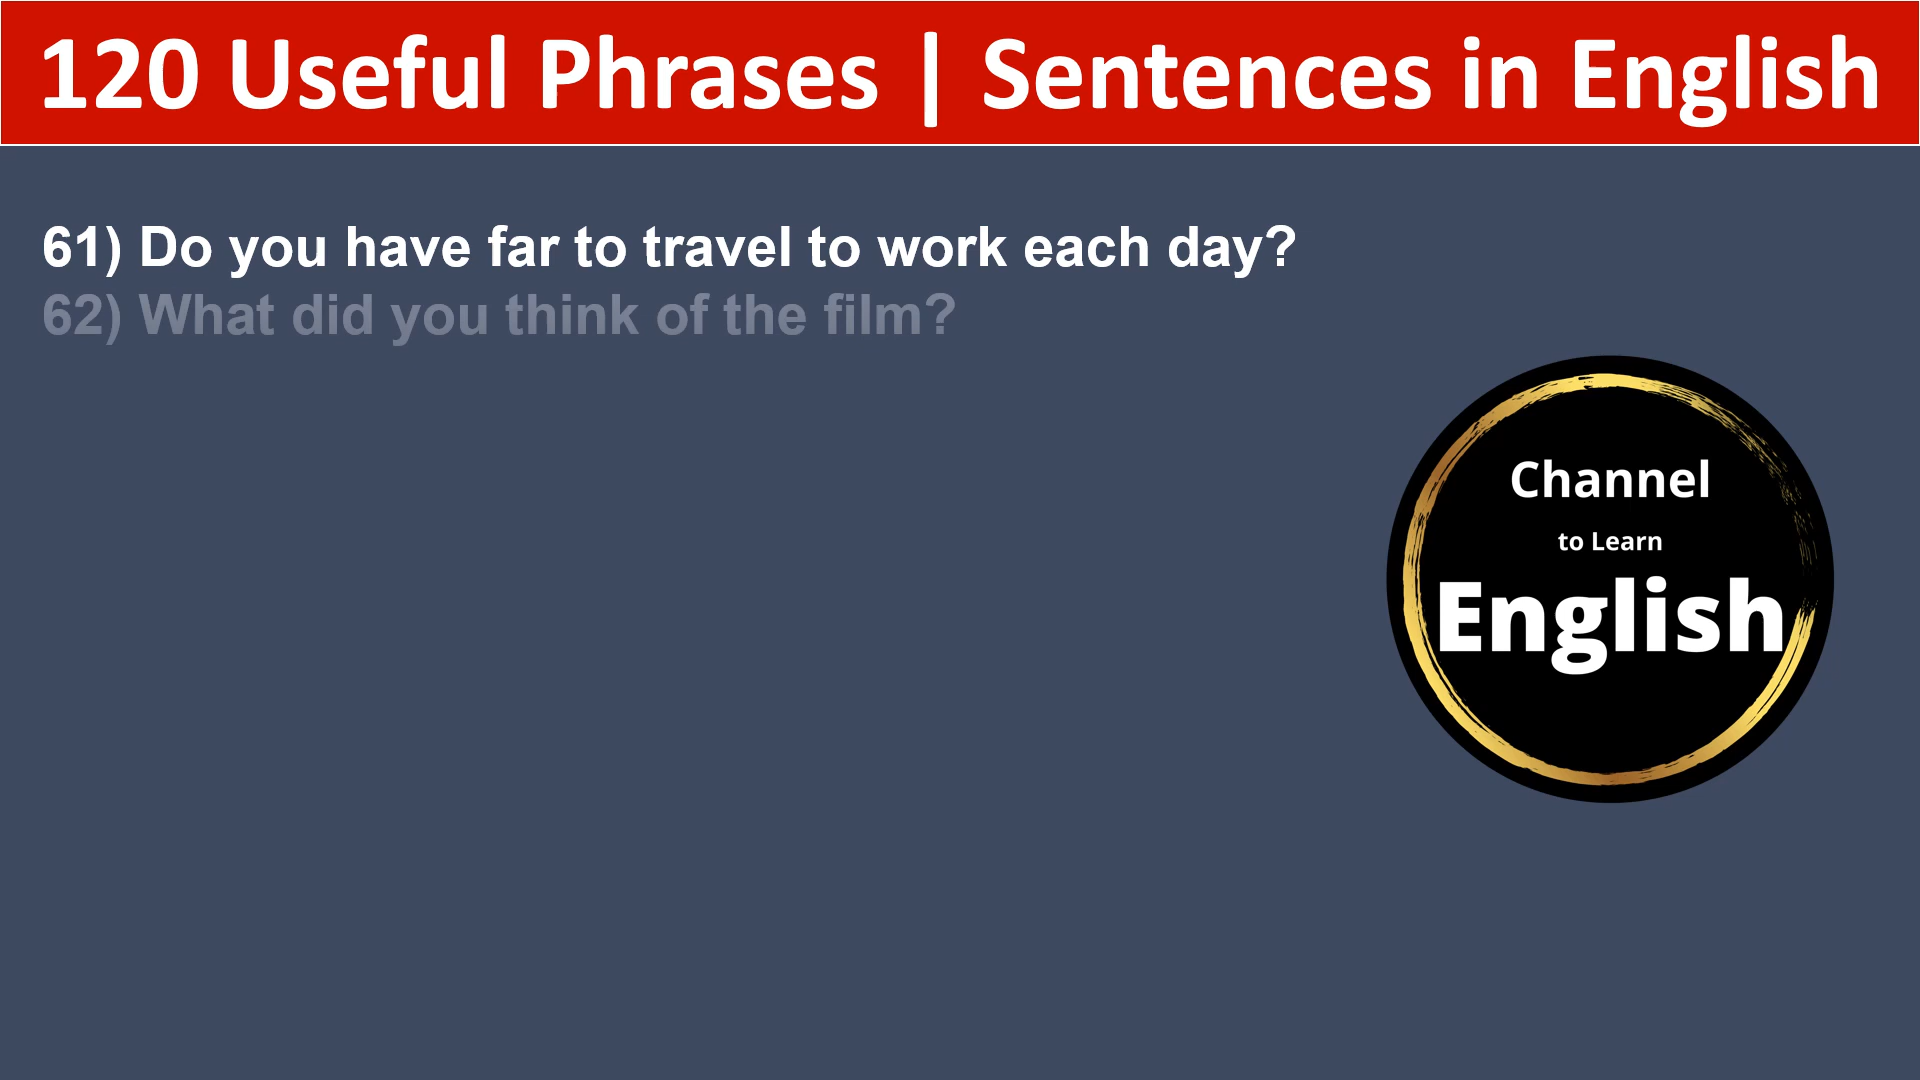 120 Useful Phrases | Sentences in English
61) Do you have far to travel to work each day?
62) What did you think of the film?
Channel
to Learn
English